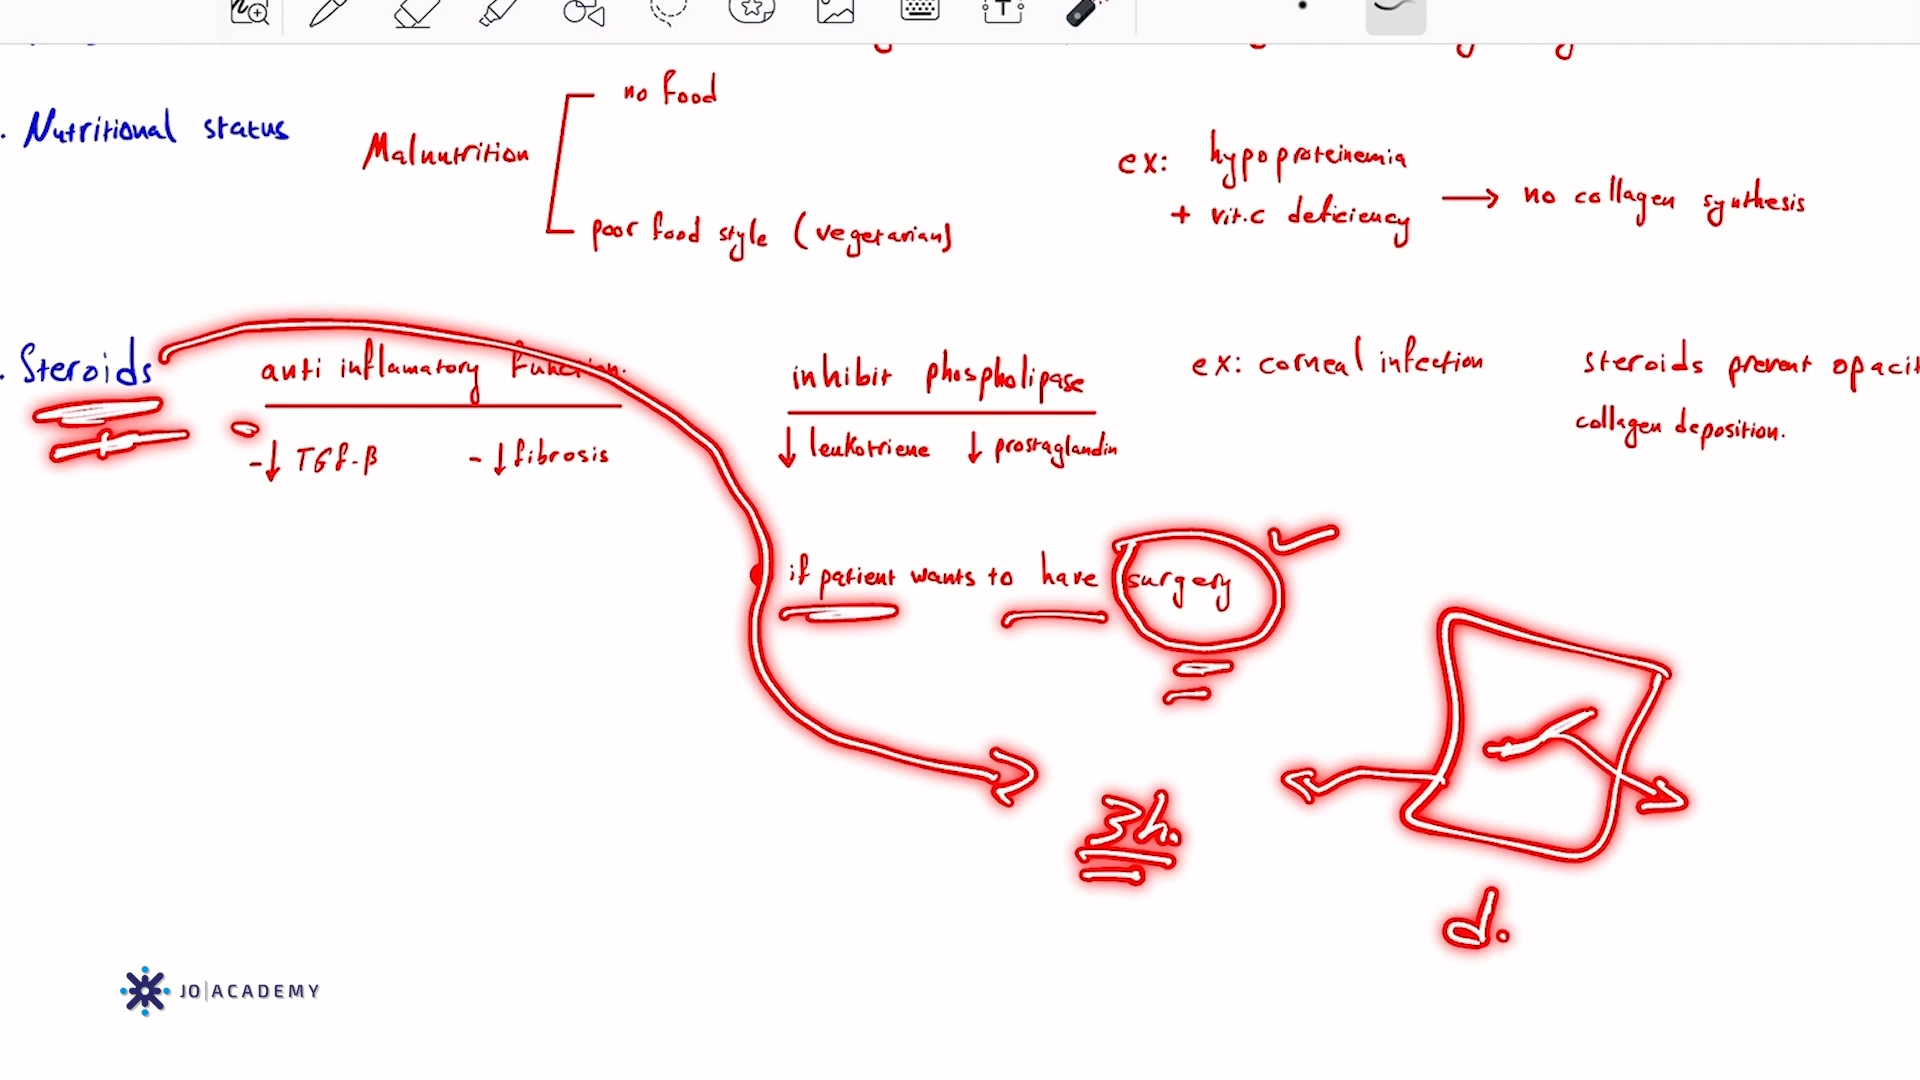 no food
. Nutritional status
Malnutrition
poor food style (vegetarian)
ex: hypoproteinemia
+ vit.c deficiency → no collagen synthesis
. Steroids
anti inflamatory function.
-↓ TGF-β -↓ fibrosis
inhibit phospholipase
↓ leukotriene ↓ prostaglandin
ex: corneal infection
steroids prevent opacit
collagen deposition.
if patient wants to have surgery
3h.
d.
JO|ACADEMY